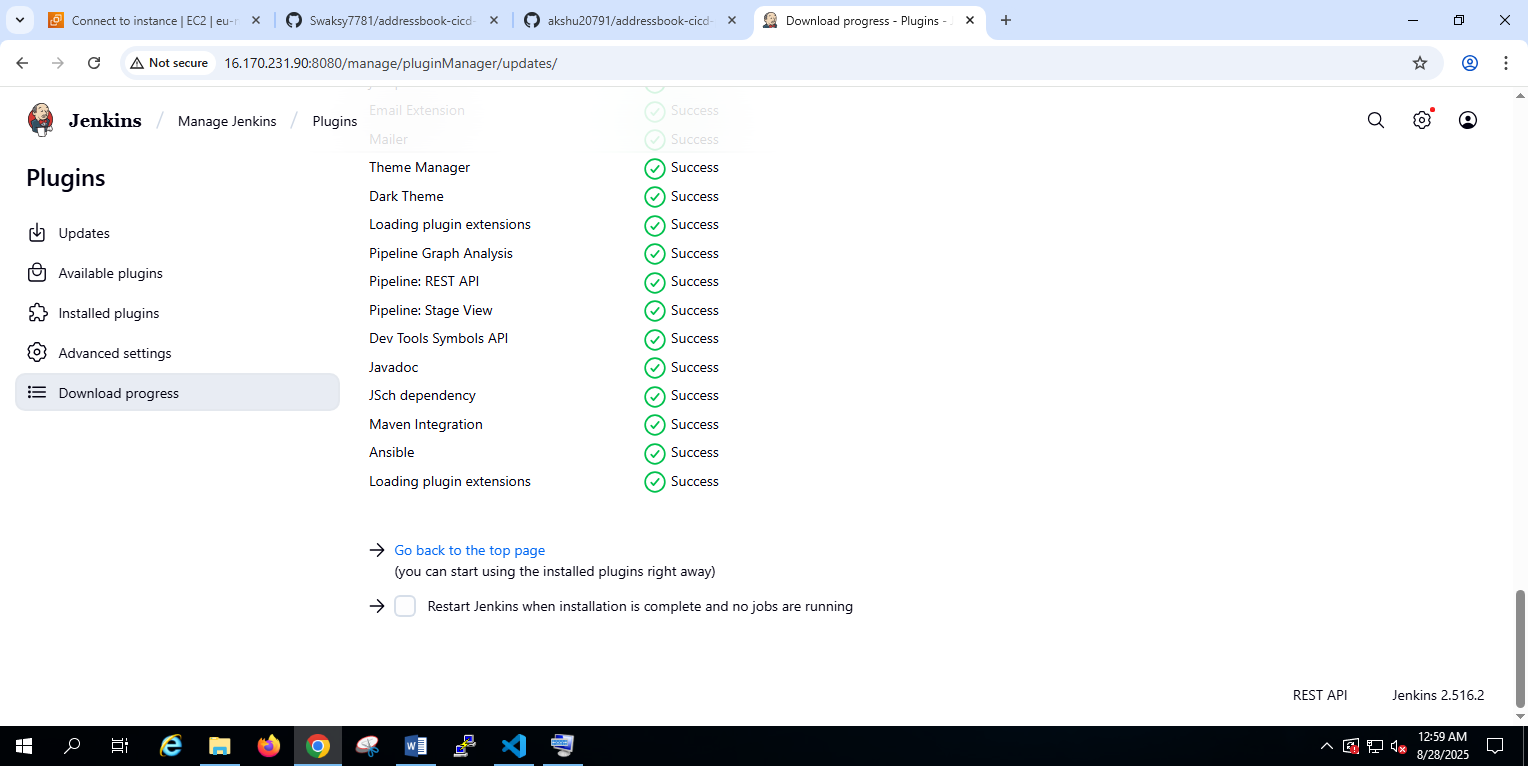 Connect to instance | EC2 | eu-r
Swaksy7781/addressbook-cicd-
akshu20791/addressbook-cicd-
Download progress - Plugins -
Not secure
16.170.231.90:8080/manage/pluginManager/updates/
Jenkins / Manage Jenkins / Plugins
Email Extension Success
Mailer Success
Plugins
Updates
Available plugins
Installed plugins
Advanced settings
Download progress
Theme Manager Success
Dark Theme Success
Loading plugin extensions Success
Pipeline Graph Analysis Success
Pipeline: REST API Success
Pipeline: Stage View Success
Dev Tools Symbols API Success
Javadoc Success
JSch dependency Success
Maven Integration Success
Ansible Success
Loading plugin extensions Success
Go back to the top page
(you can start using the installed plugins right away)
Restart Jenkins when installation is complete and no jobs are running
REST API Jenkins 2.516.2
12:59 AM
8/28/2025